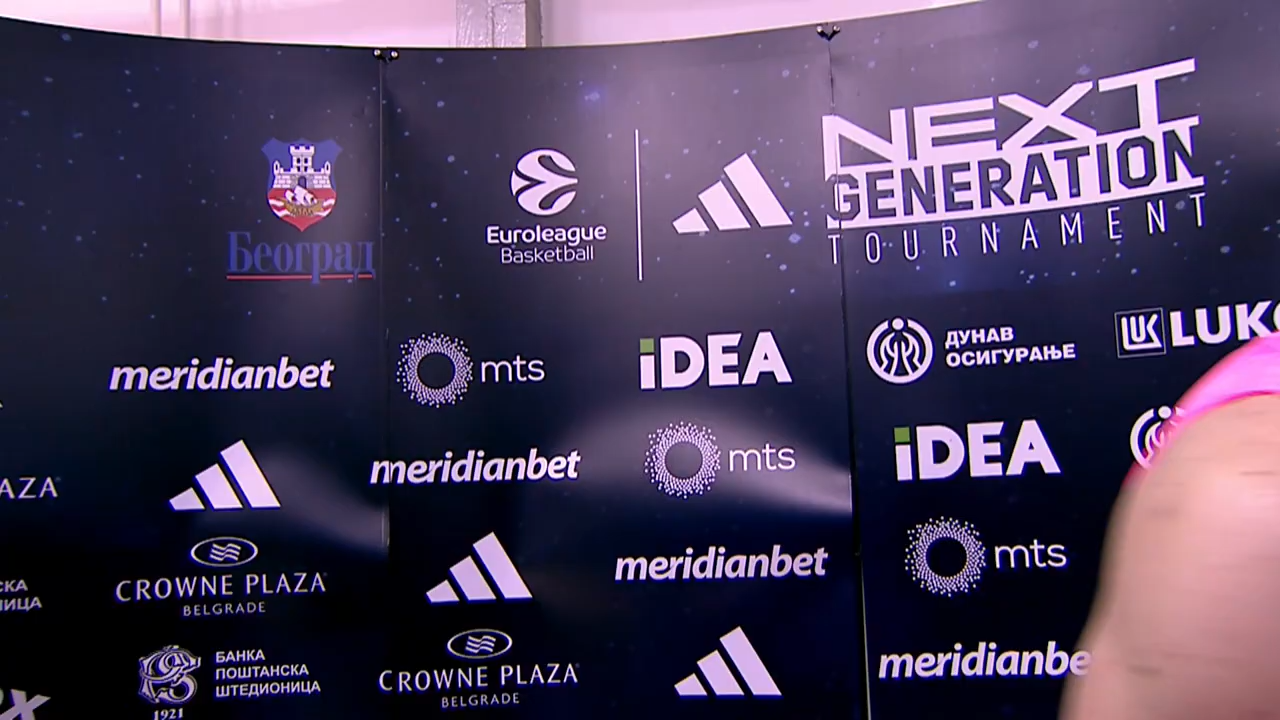 NEXT
GENERATION
TOURNAMENT
Београд
Euroleague
Basketball
meridianbet
mts
iDEA
ДУНАВ
ОСИГУРАЊЕ
LUK
meridianbet
mts
iDEA
CROWNE PLAZA
BELGRADE
meridianbet
mts
БАНКА
ПОШТАНСКА
ШТЕДИОНИЦА
1921
CROWNE PLAZA
BELGRADE